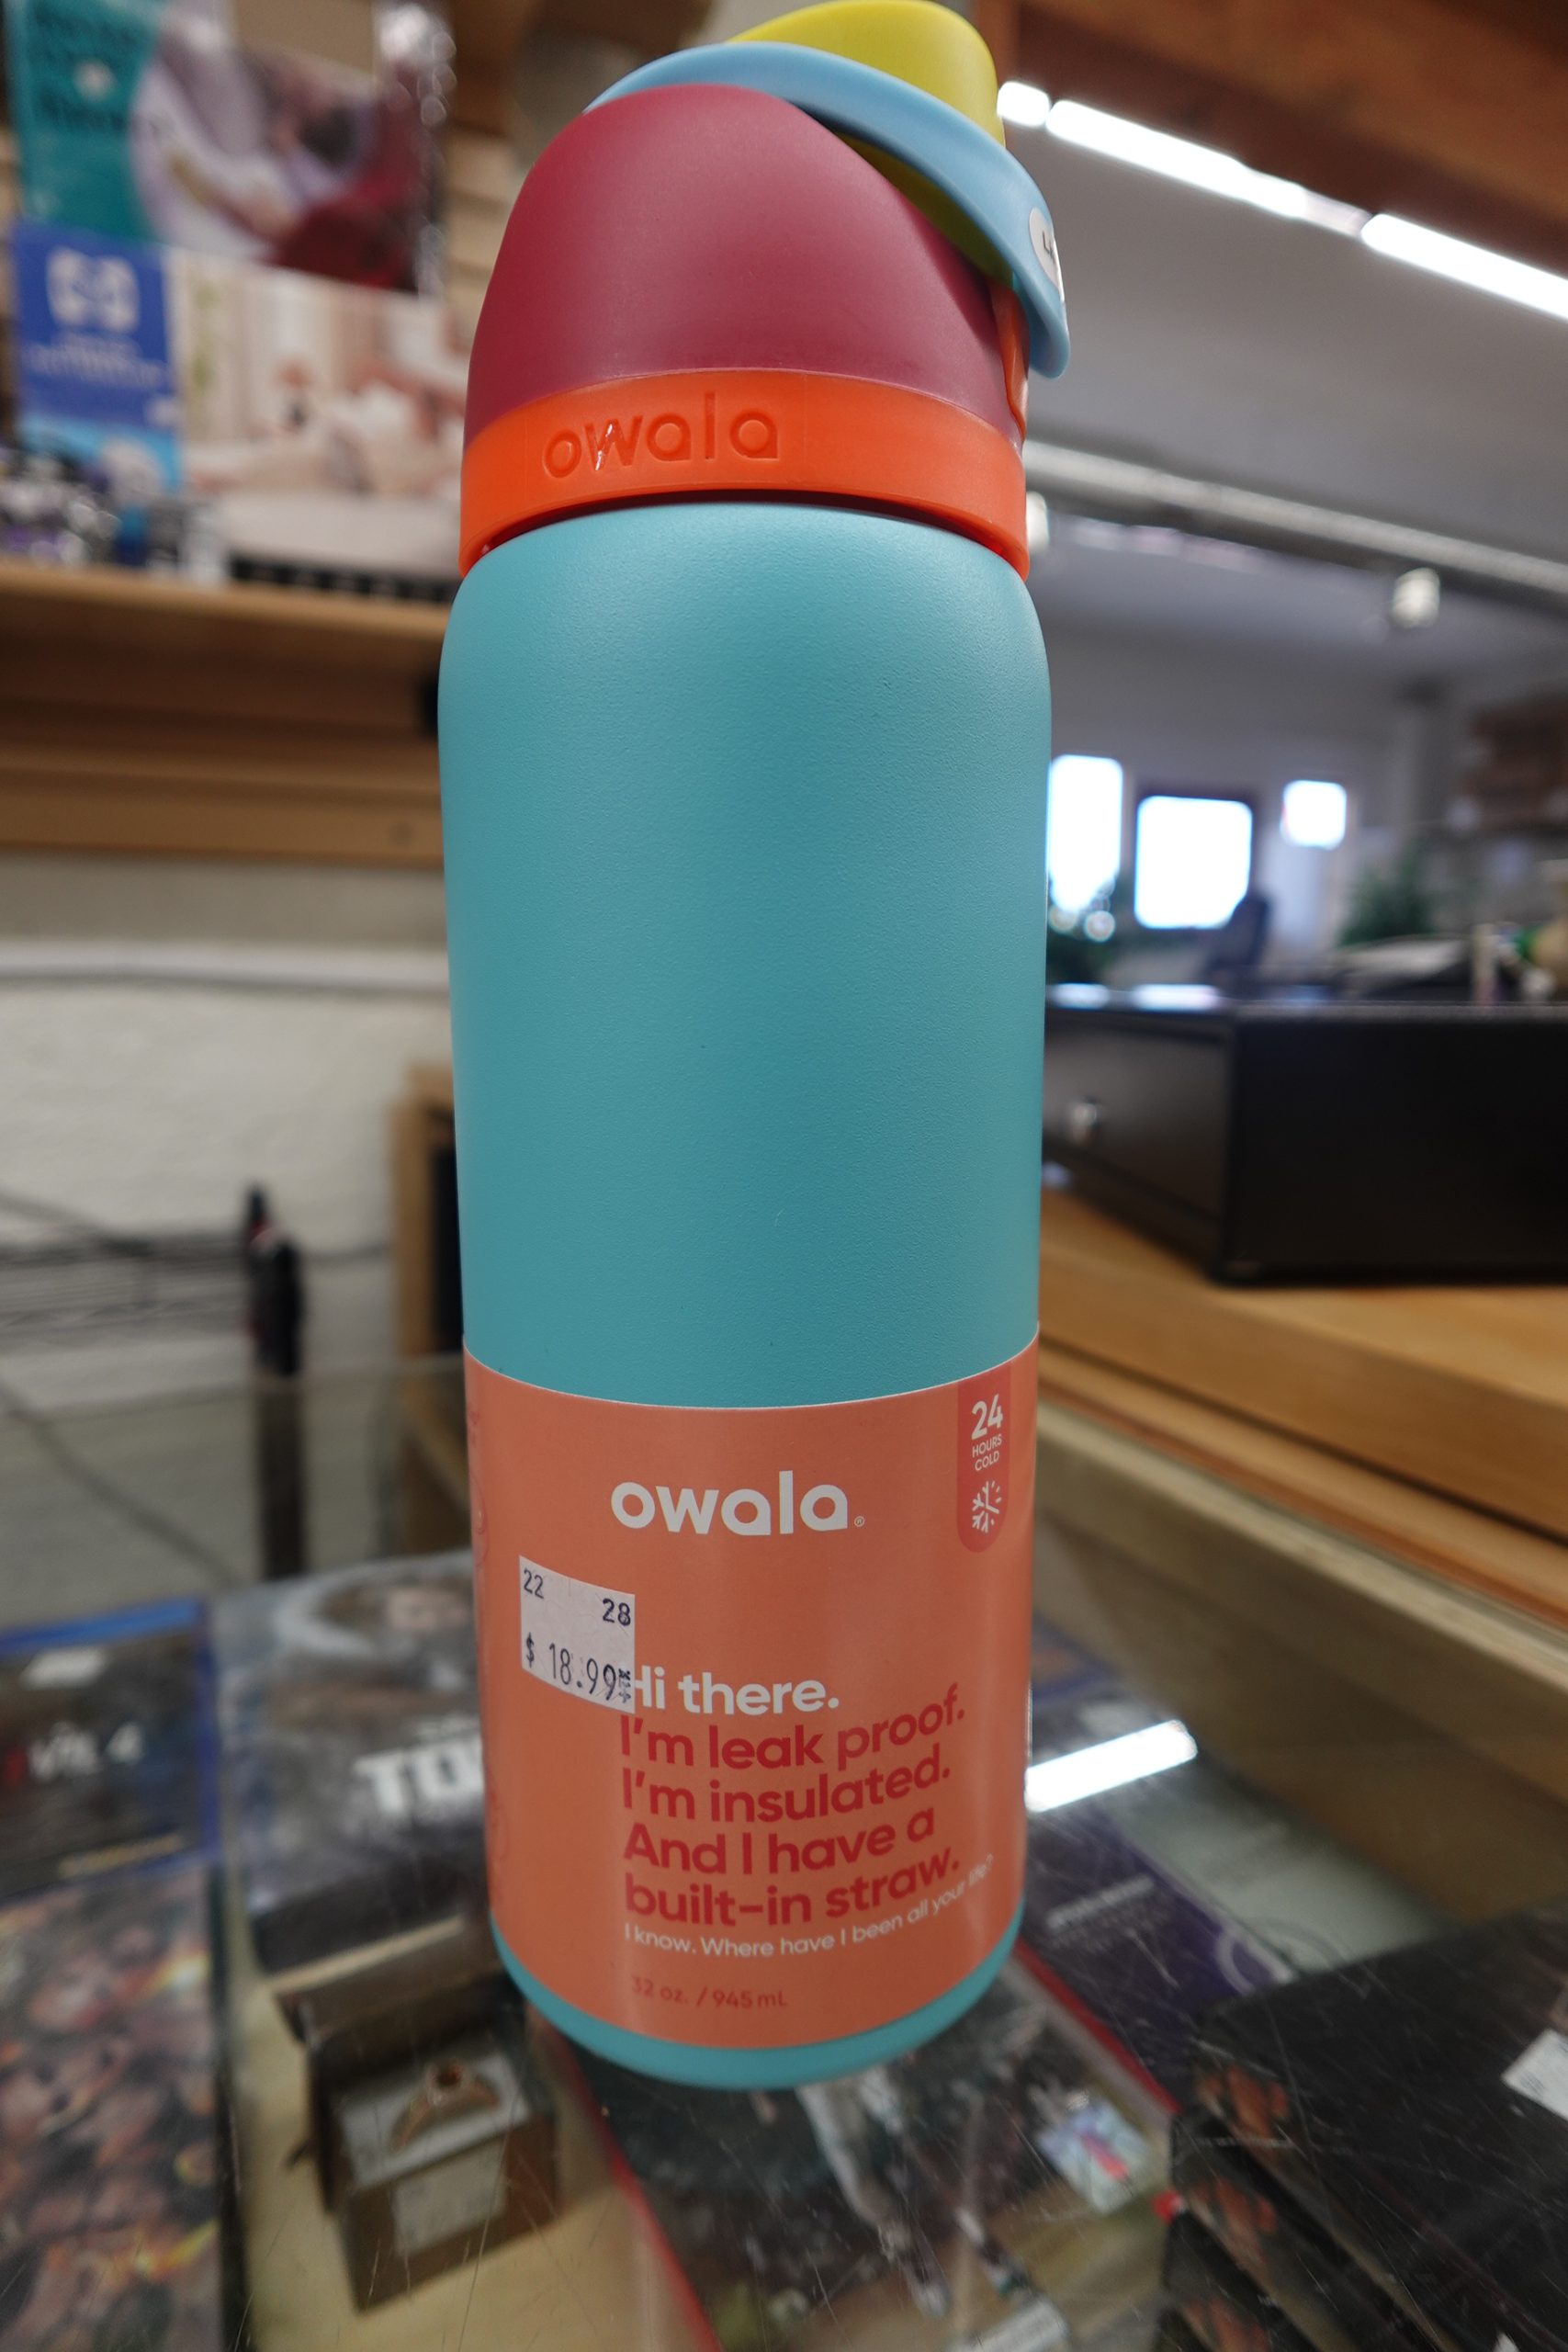 owala
24
HOURS
COLD
owala®
22 28
$ 18.99
Hi there.
I'm leak proof.
I'm insulated.
And I have a
built-in straw.
I know. Where have I been all your life?
32 oz. / 945 mL